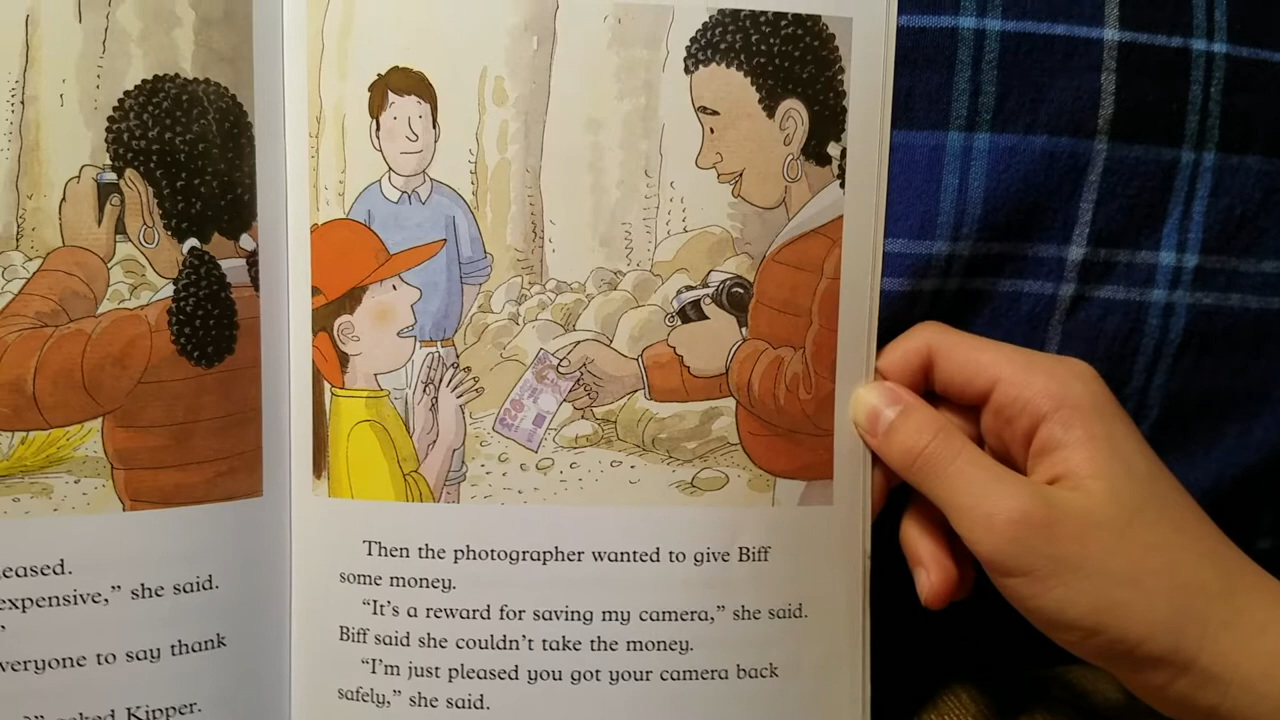 eased.
expensive,” she said.
”
veryone to say thank
?” asked Kipper.
Then the photographer wanted to give Biff
some money.
“It’s a reward for saving my camera,” she said.
Biff said she couldn’t take the money.
“I’m just pleased you got your camera back
safely,” she said.